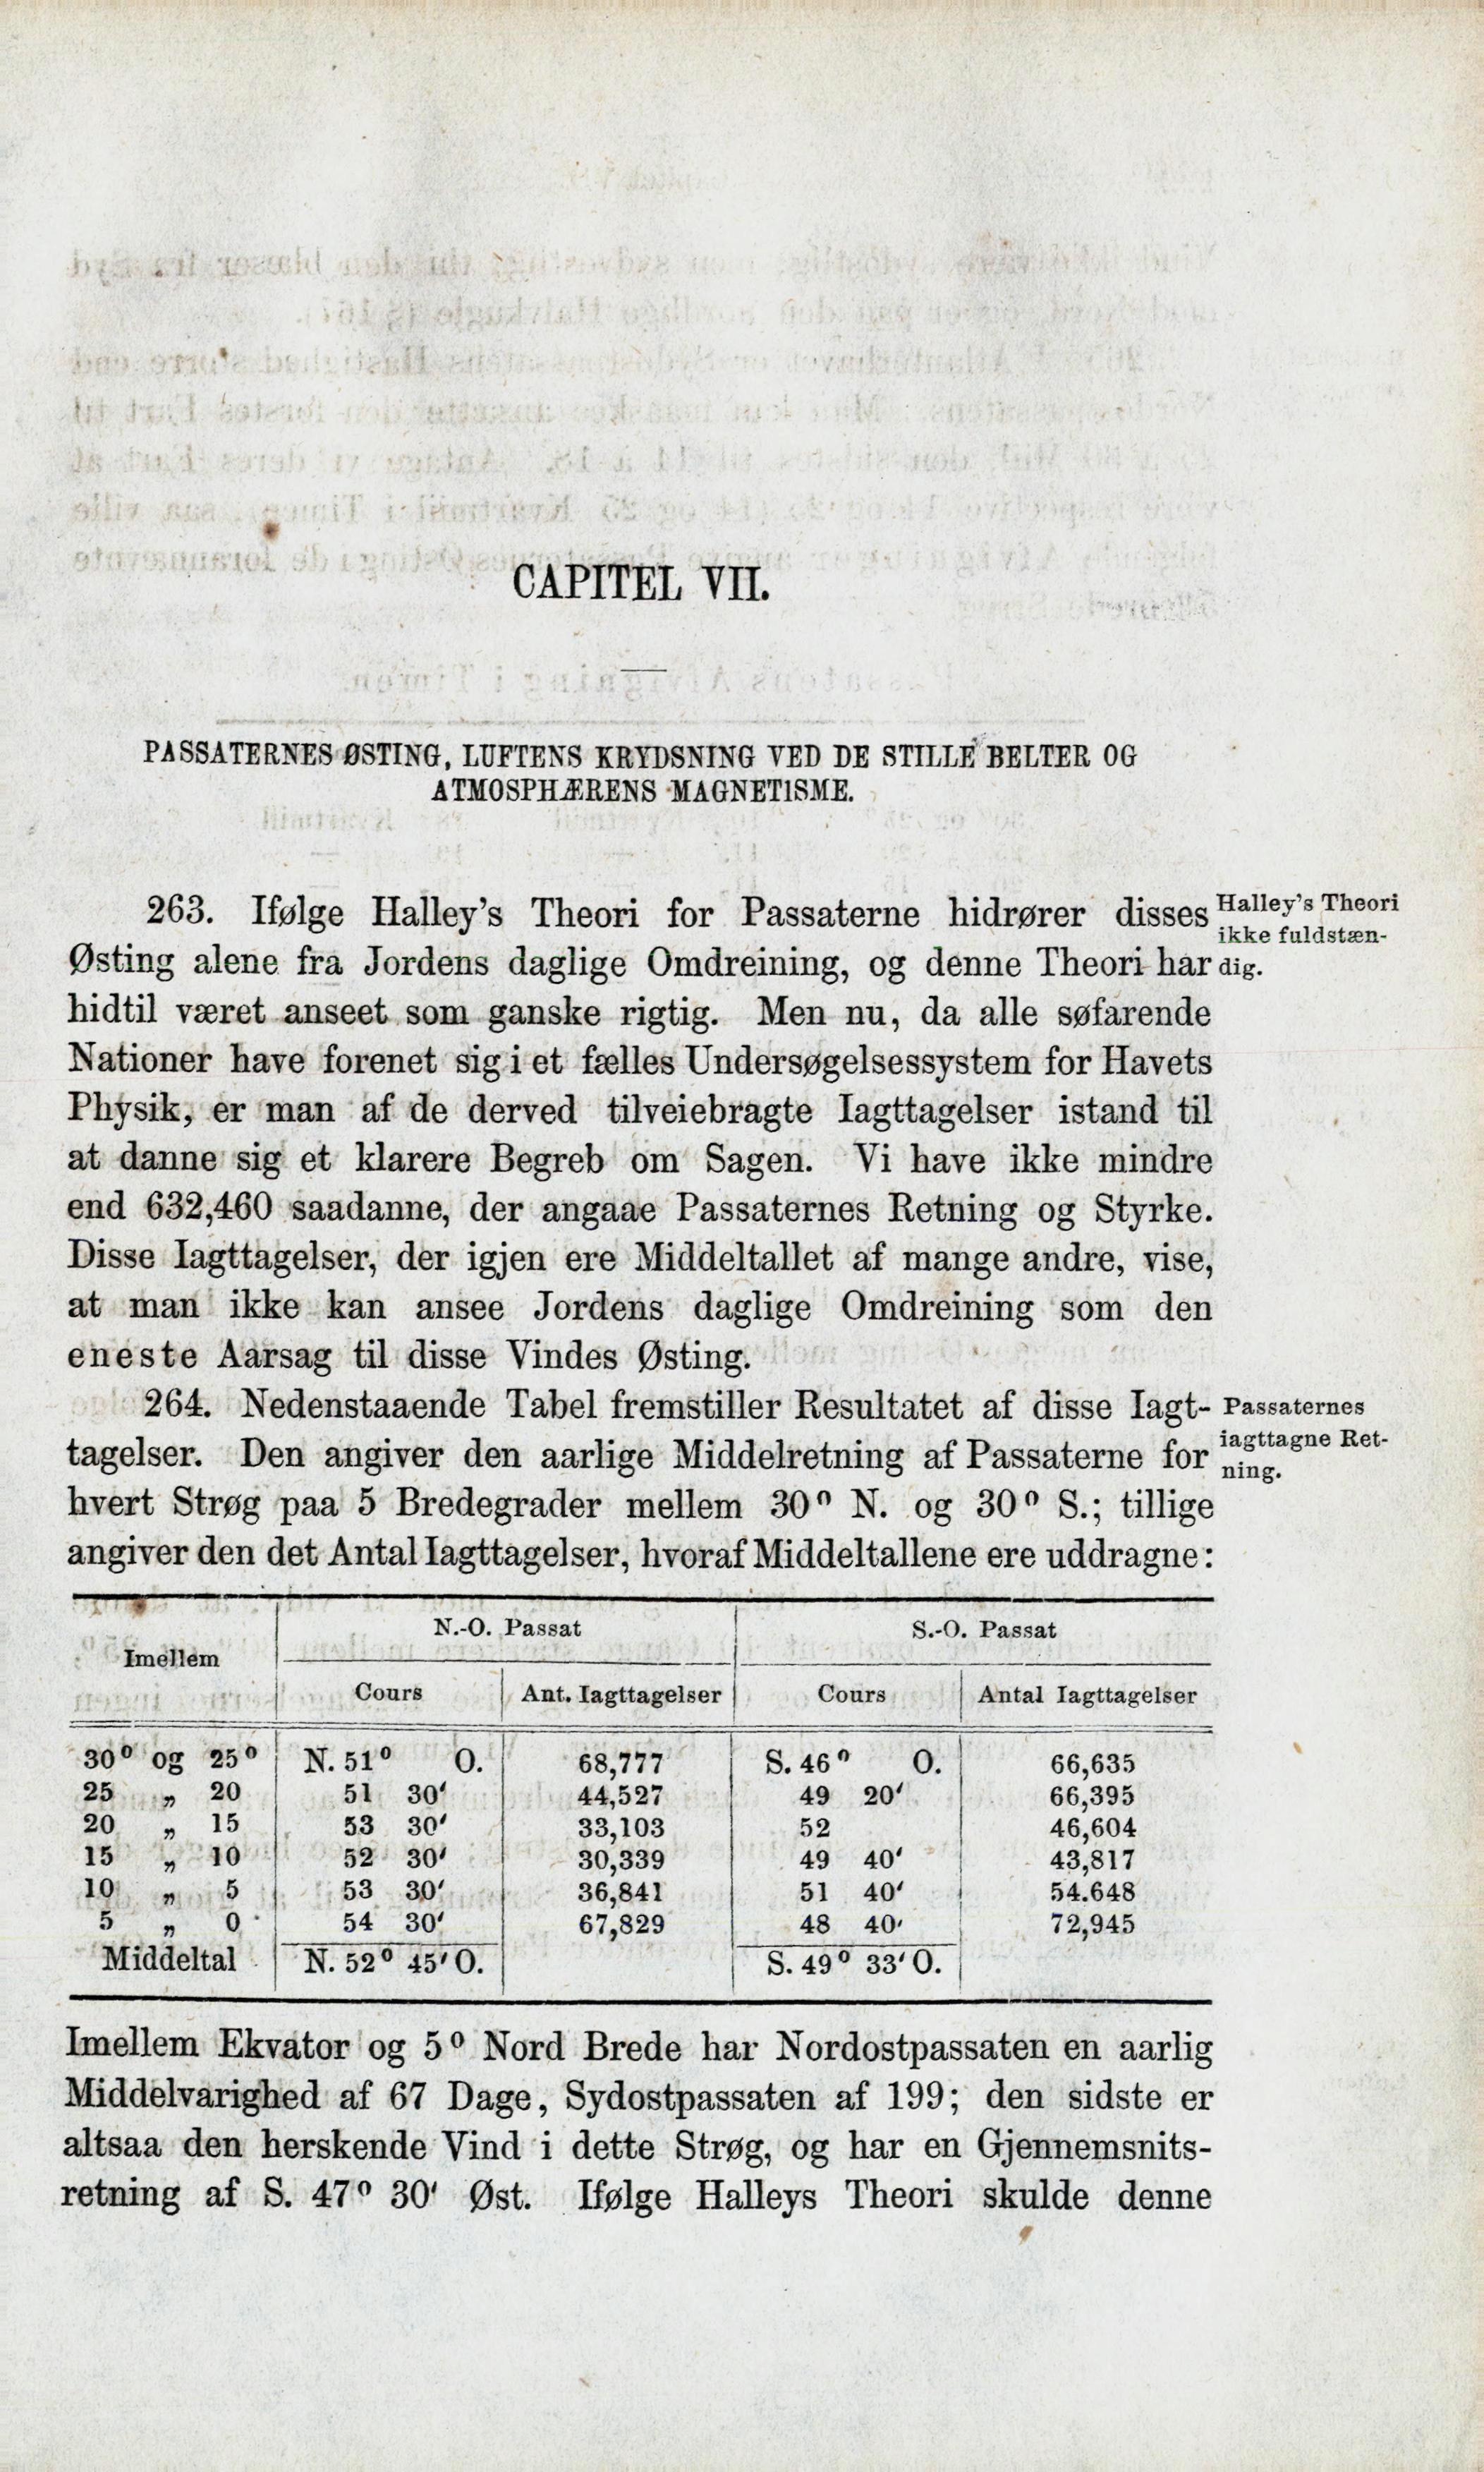 CAPITEL VII.
PASSATERNES ØSTING, LUFTENS KRYDSNING VED DE STILLE BELTER OG
ATMOSPHÆRENS MAGNETISME.
263. Ifølge Halley's Theori for Passaterne hidrører disses
Østing alene fra Jordens daglige Omdreining, og denne Theori har
hidtil været anseet som ganske rigtig. Men nu, da alle søfarende
Nationer have forenet sig i et fælles Undersøgelsessystem for Havets
Physik, er man af de derved tilveiebragte Iagttagelser istand til
at danne sig et klarere Begreb om Sagen. Vi have ikke mindre
end 632,460 saadanne, der angaae Passaternes Retning og Styrke.
Disse Iagttagelser, der igjen ere Middeltallet af mange andre, vise,
at man ikke kan ansee Jordens daglige Omdreining som den
eneste Aarsag til disse Vindes Østing.
Halley's Theori
ikke fuldstæn-
dig.
264. Nedenstaaende Tabel fremstiller Resultatet af disse Iagt-
tagelser. Den angiver den aarlige Middelretning af Passaterne for
hvert Strøg paa 5 Bredegrader mellem 30° N. og 30° S.; tillige
angiver den det Antal Iagttagelser, hvoraf Middeltallene ere uddragne:
Passaternes
iagttagne Ret-
ning.
Imellem N.-O. Passat S.-O. Passat
Cours Ant. Iagttagelser Cours Antal Iagttagelser
30° og 25° N. 51° O. 68,777 S. 46° O. 66,635
25 „ 20 51 30' 44,527 49 20' 66,395
20 „ 15 53 30' 33,103 52 46,604
15 „ 10 52 30' 30,339 49 40' 43,817
10 „ 5 53 30' 36,841 51 40' 54.648
5 „ 0 54 30' 67,829 48 40' 72,945
Middeltal N. 52° 45' O. S. 49° 33' O.
Imellem Ekvator og 5° Nord Brede har Nordostpassaten en aarlig
Middelvarighed af 67 Dage, Sydostpassaten af 199; den sidste er
altsaa den herskende Vind i dette Strøg, og har en Gjennemsnits-
retning af S. 47° 30' Øst. Ifølge Halleys Theori skulde denne